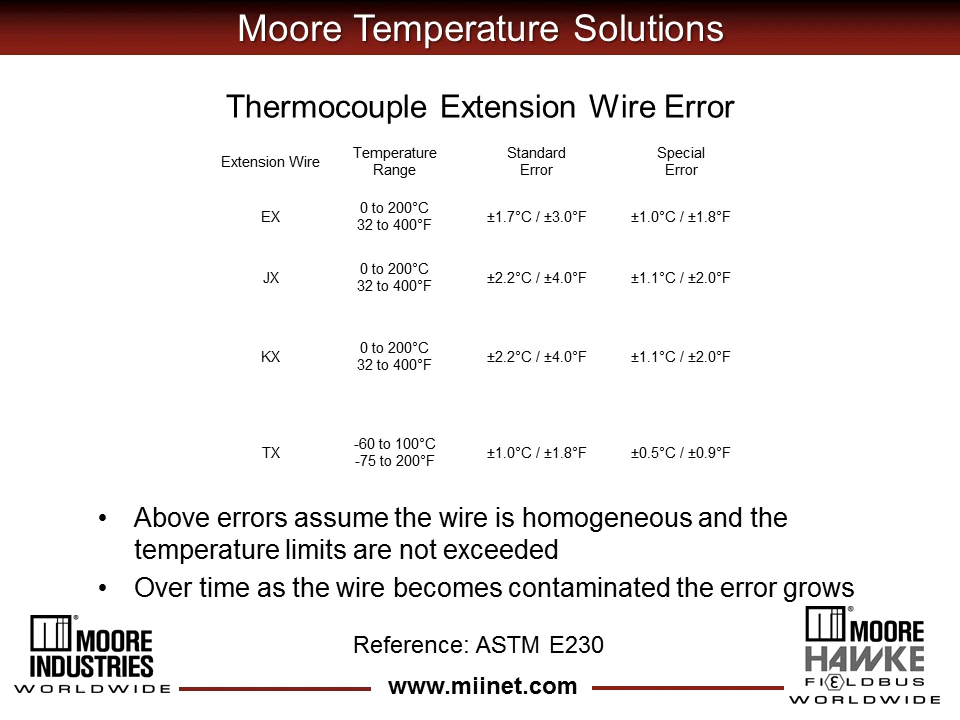 Moore Temperature Solutions
Thermocouple Extension Wire Error
Extension Wire
Temperature
Range
Standard
Error
Special
Error
EX
0 to 200°C
32 to 400°F
±1.7°C / ±3.0°F
±1.0°C / ±1.8°F
JX
0 to 200°C
32 to 400°F
±2.2°C / ±4.0°F
±1.1°C / ±2.0°F
KX
0 to 200°C
32 to 400°F
±2.2°C / ±4.0°F
±1.1°C / ±2.0°F
TX
-60 to 100°C
-75 to 200°F
±1.0°C / ±1.8°F
±0.5°C / ±0.9°F
• Above errors assume the wire is homogeneous and the
temperature limits are not exceeded
• Over time as the wire becomes contaminated the error grows
Reference: ASTM E230
® MOORE
INDUSTRIES
WORLDWIDE
www.miinet.com
® MOORE
HAWKE
FIELDBUS
WORLDWIDE